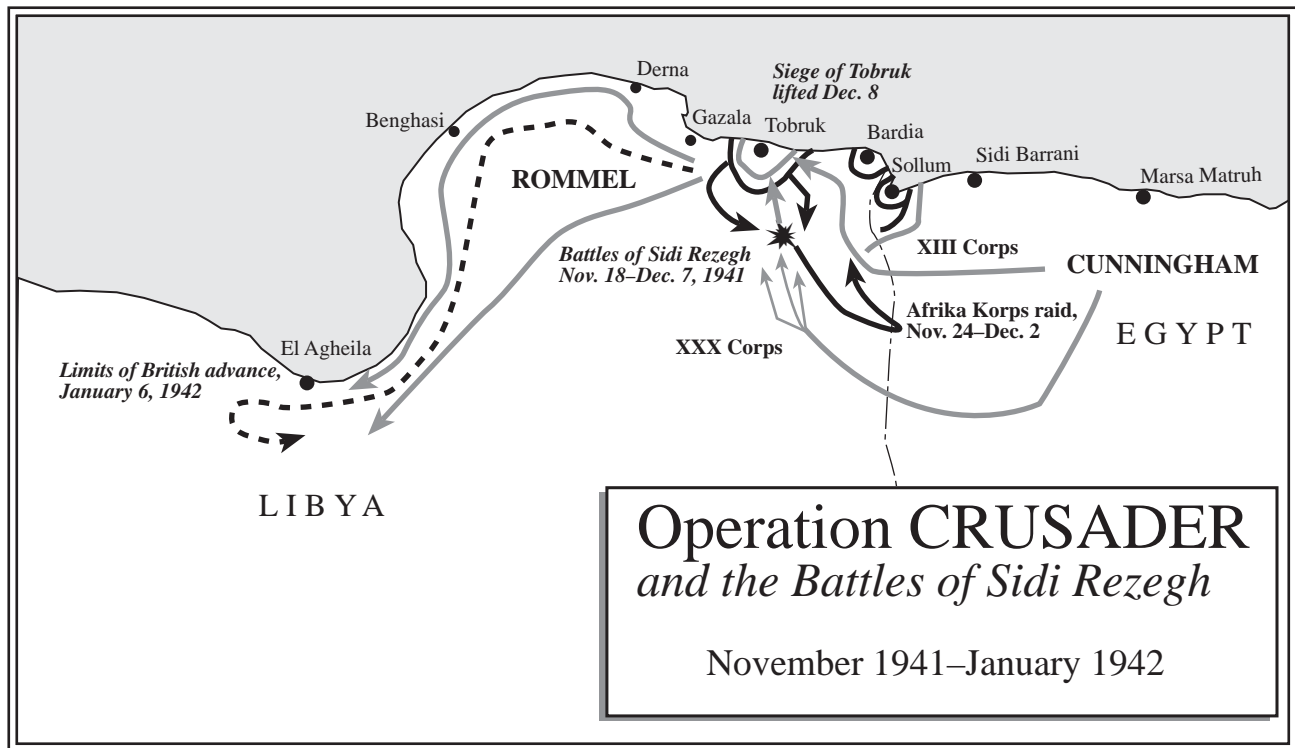 Derna
Siege of Tobruk
lifted Dec. 8
Benghasi
Gazala
Tobruk
Bardia
Sollum
Sidi Barrani
Marsa Matruh
ROMMEL
Battles of Sidi Rezegh
Nov. 18–Dec. 7, 1941
XIII Corps
CUNNINGHAM
Afrika Korps raid,
Nov. 24–Dec. 2
EGYPT
XXX Corps
El Agheila
Limits of British advance,
January 6, 1942
LIBYA
Operation CRUSADER
and the Battles of Sidi Rezegh
November 1941–January 1942